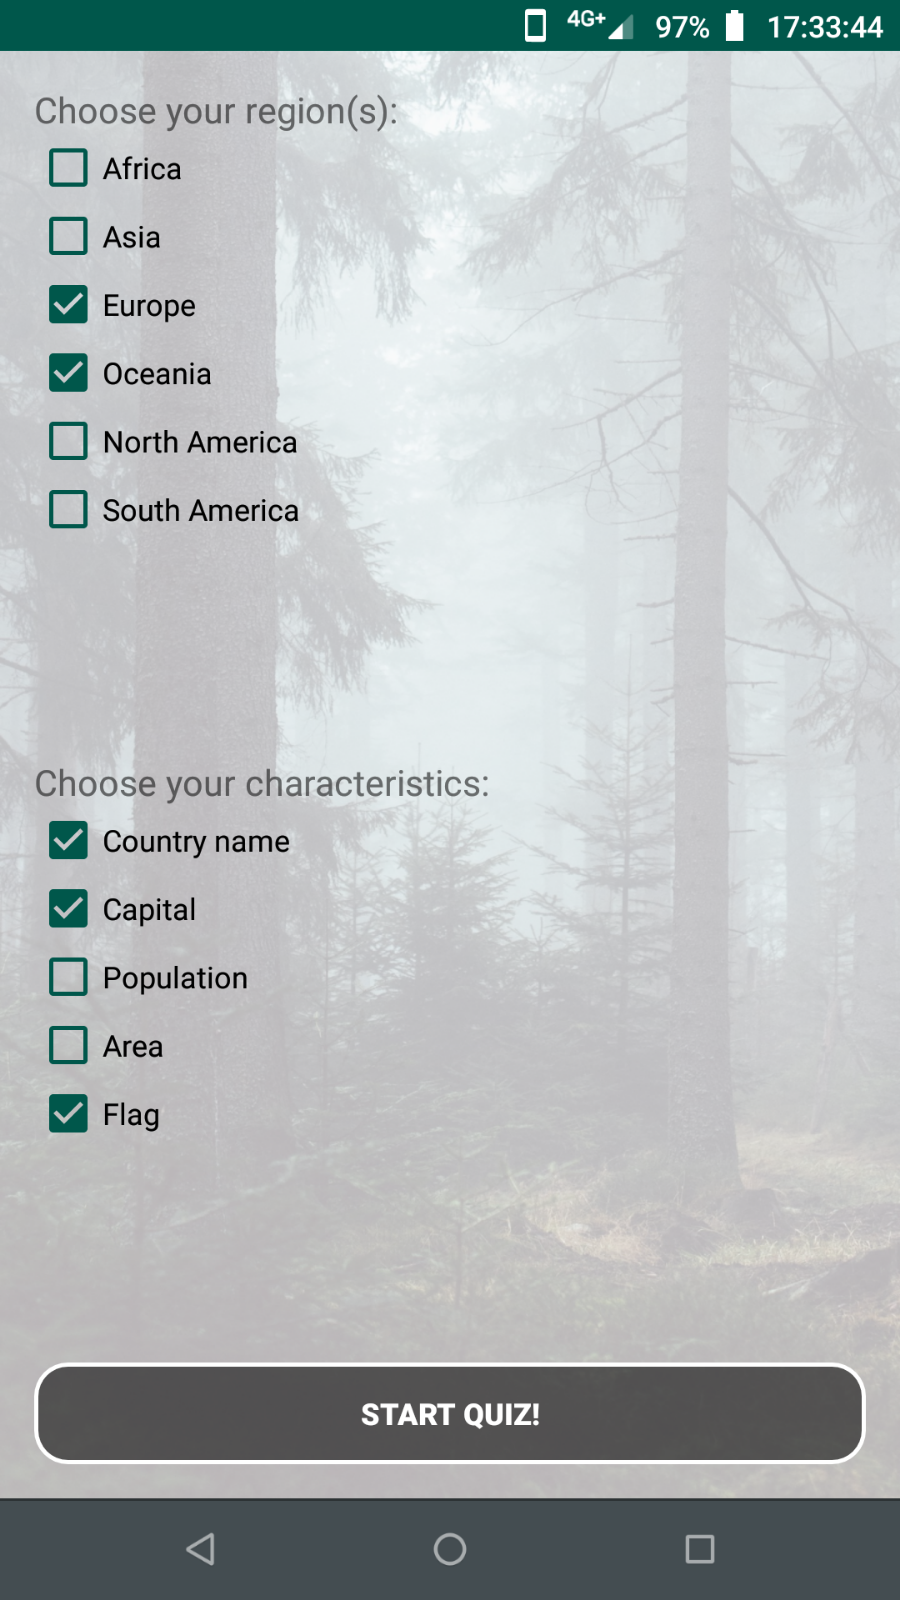 4G+ 97% 17:33:44
Choose your region(s):
Africa
Asia
Europe
Oceania
North America
South America
Choose your characteristics:
Country name
Capital
Population
Area
Flag
START QUIZ!